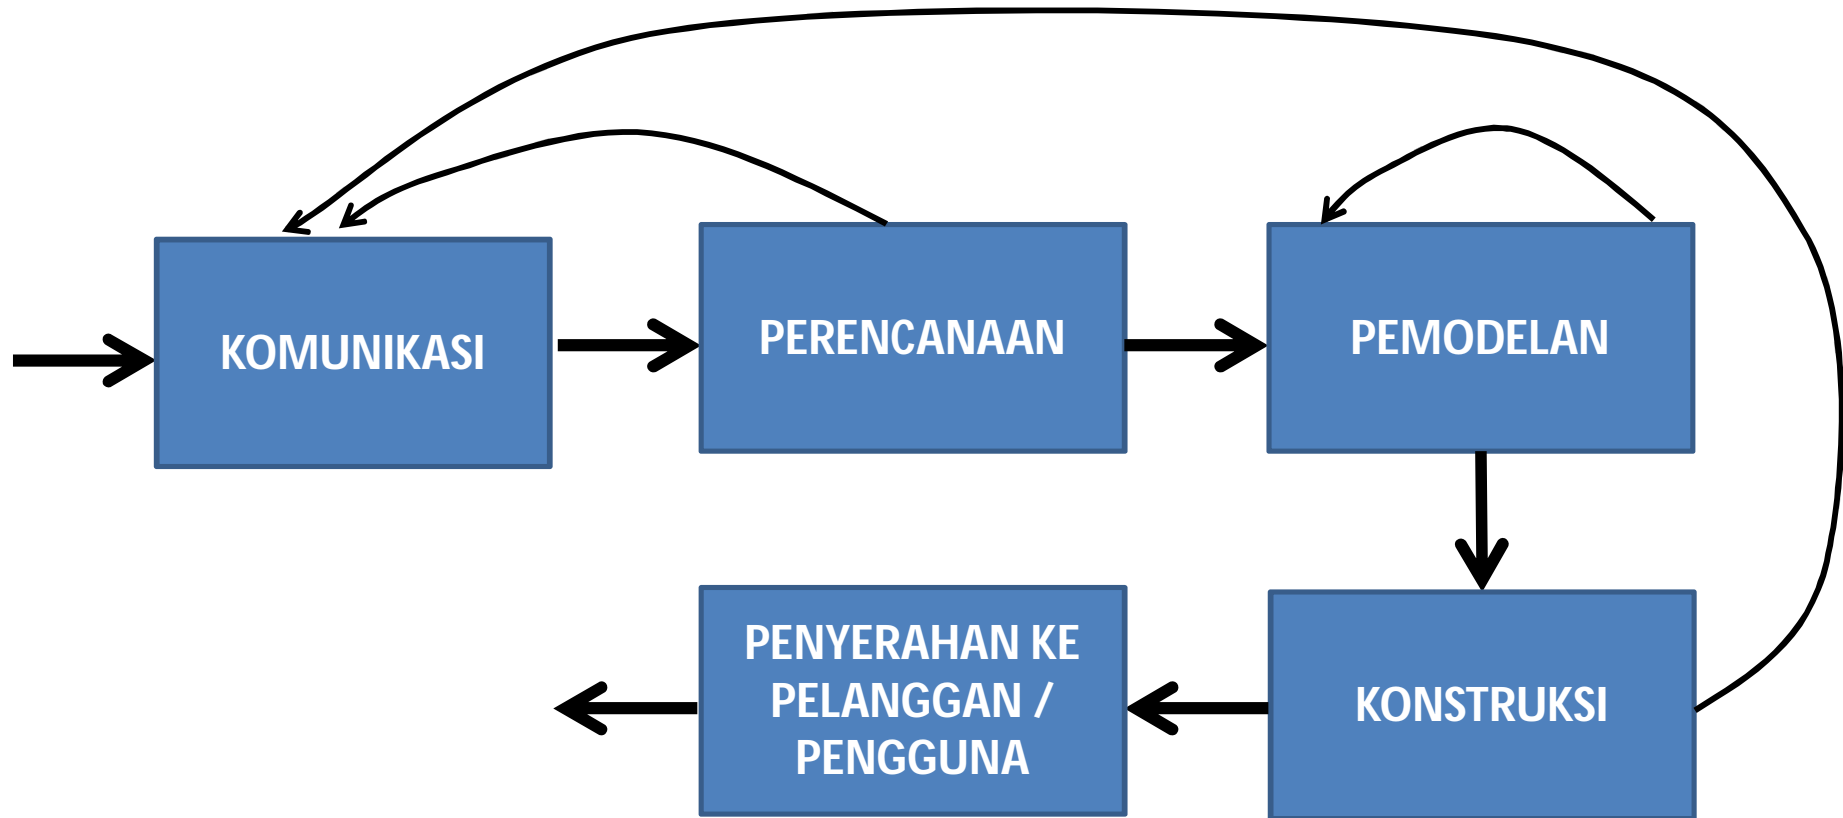 KOMUNIKASI
PERENCANAAN
PEMODELAN
PENYERAHAN KE
PELANGGAN /
PENGGUNA
KONSTRUKSI